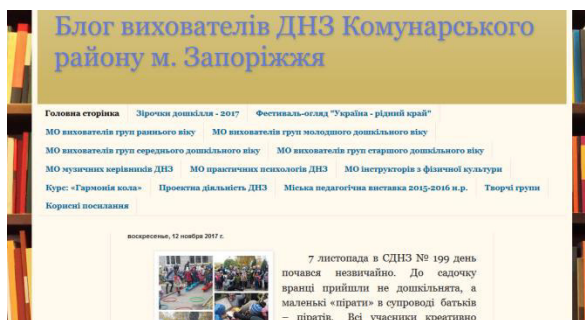 Блог вихователів ДНЗ Комунарського
району м. Запоріжжя
Головна сторінка Зірочки дошкілля - 2017 Фестиваль-огляд "Україна - рідний край"
МО вихователів груп раннього віку МО вихователів груп молодшого дошкільного віку
МО вихователів груп середнього дошкільного віку МО вихователів груп старшого дошкільного віку
МО музичних керівників ДНЗ МО практичних психологів ДНЗ МО інструкторів з фізичної культури
Курс: «Гармонія кола» Проектна діяльність ДНЗ Міська педагогічна виставка 2015-2016 н.р. Творчі групи
Корисні посилання
воскресенье, 12 ноября 2017 г.
7 листопада в СДНЗ № 199 день
почався незвичайно. До садочку
вранці прийшли не дошкільнята, а
маленькі «пірати» в супроводі батьків
– піратів. Всі учасники креативно